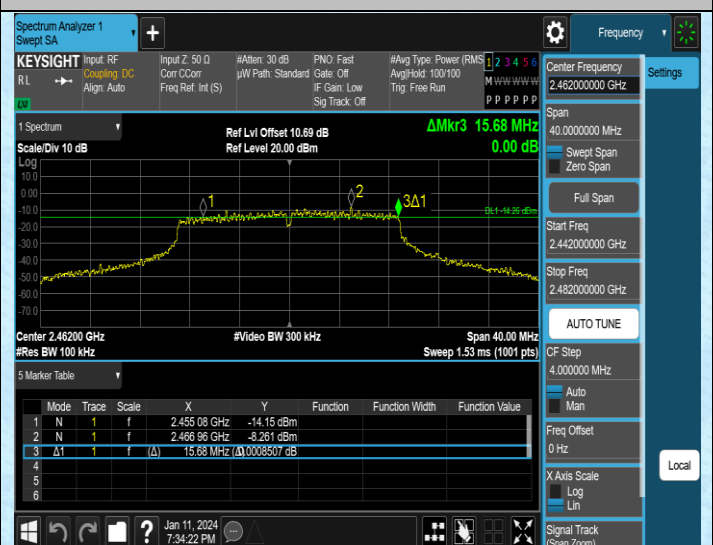 Spectrum Analyzer 1
Swept SA
+
Frequency
KEYSIGHT
RL
LXI
Input: RF
Coupling: DC
Align: Auto
Input Z: 50 Ω
Corr CCorr
Freq Ref: Int (S)
#Atten: 30 dB
µW Path: Standard
PNO: Fast
Gate: Off
IF Gain: Low
Sig Track: Off
#Avg Type: Power (RMS
Avg|Hold: 100/100
Trig: Free Run
1 2 3 4 5 6
M W W W W W
P P P P P P
1 Spectrum
Scale/Div 10 dB
Ref Lvl Offset 10.69 dB
Ref Level 20.00 dBm
ΔMkr3 15.68 MHz
0.00 dB
Log
10.0
0.00
-10.0
-20.0
-30.0
-40.0
-50.0
-60.0
-70.0
1
2
3Δ1
DL1 -14.26 dBm
Center 2.46200 GHz
#Res BW 100 kHz
#Video BW 300 kHz
Span 40.00 MHz
Sweep 1.53 ms (1001 pts)
5 Marker Table
Mode Trace Scale X Y Function Function Width Function Value
1 N 1 f 2.455 08 GHz -14.15 dBm
2 N 1 f 2.466 96 GHz -8.261 dBm
3 Δ1 1 f (Δ) 15.68 MHz (Δ) 0.0008507 dB
4
5
6
?
Jan 11, 2024
7:34:22 PM
Center Frequency
2.462000000 GHz
Span
40.0000000 MHz
Swept Span
Zero Span
Full Span
Start Freq
2.442000000 GHz
Stop Freq
2.482000000 GHz
AUTO TUNE
CF Step
4.000000 MHz
Auto
Man
Freq Offset
0 Hz
X Axis Scale
Log
Lin
Signal Track
(Span Zoom)
Settings
Local